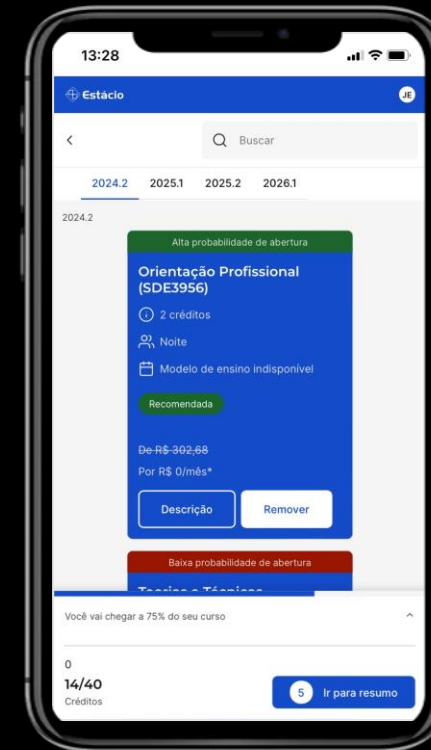 13:28
Estácio
JE
Buscar
2024.2 2025.1 2025.2 2026.1
2024.2
Alta probabilidade de abertura
Orientação Profissional
(SDE3956)
2 créditos
Noite
Modelo de ensino indisponível
Recomendada
De R$ 302,68
Por R$ 0/mês*
Descrição Remover
Baixa probabilidade de abertura
Teorias e Técnicas
Você vai chegar a 75% do seu curso
0
14/40
Créditos
5 Ir para resumo